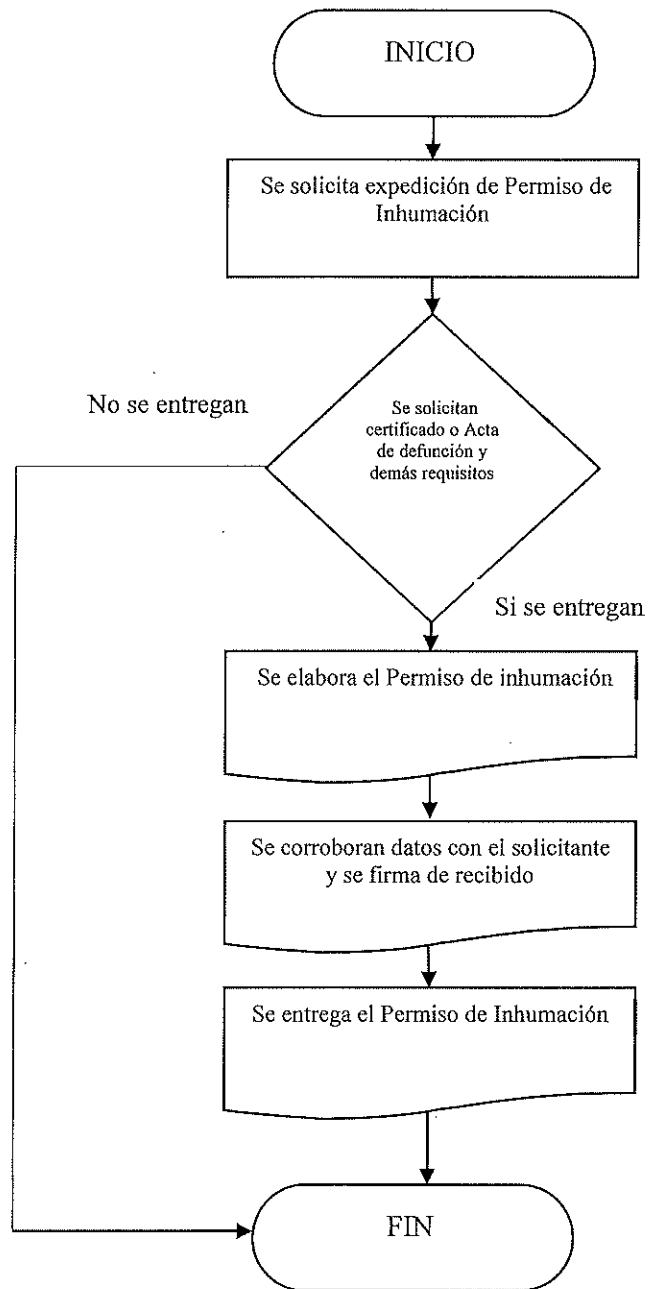 INICIO
Se solicita expedición de Permiso de
Inhumación
No se entregan
Se solicitan
certificado o Acta
de defunción y
demás requisitos
Si se entregan
Se elabora el Permiso de inhumación
Se corroboran datos con el solicitante
y se firma de recibido
Se entrega el Permiso de Inhumación
FIN